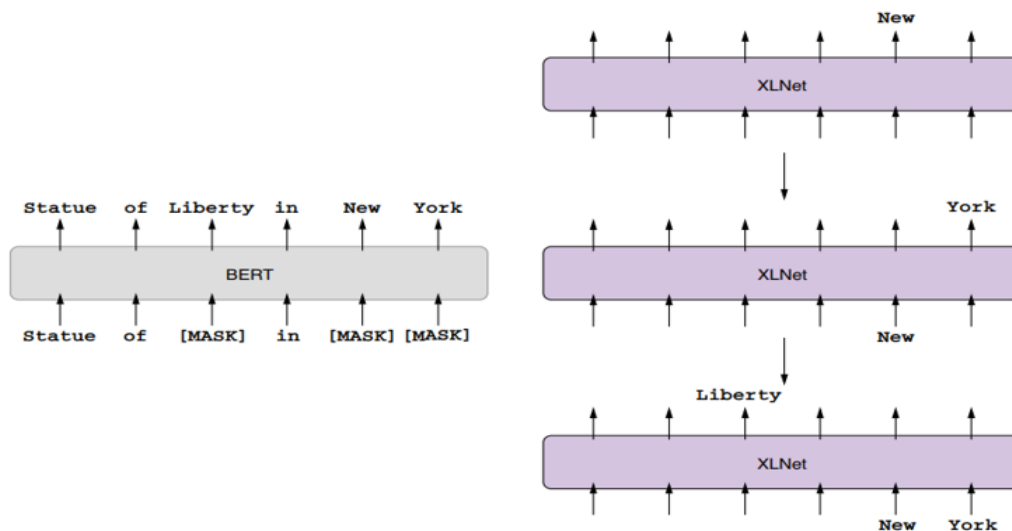 New
XLNet
Statue of Liberty in New York
BERT
Statue of [MASK] in [MASK] [MASK]
York
XLNet
New
Liberty
XLNet
New York